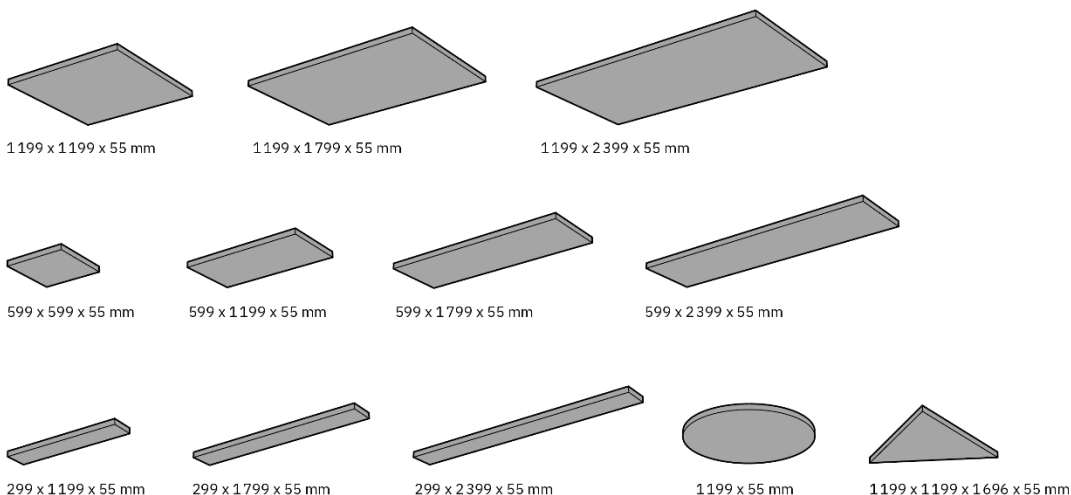 1199 x 1199 x 55 mm
1199 x 1799 x 55 mm
1199 x 2399 x 55 mm
599 x 599 x 55 mm
599 x 1199 x 55 mm
599 x 1799 x 55 mm
599 x 2399 x 55 mm
299 x 1199 x 55 mm
299 x 1799 x 55 mm
299 x 2399 x 55 mm
1199 x 55 mm
1199 x 1199 x 1696 x 55 mm